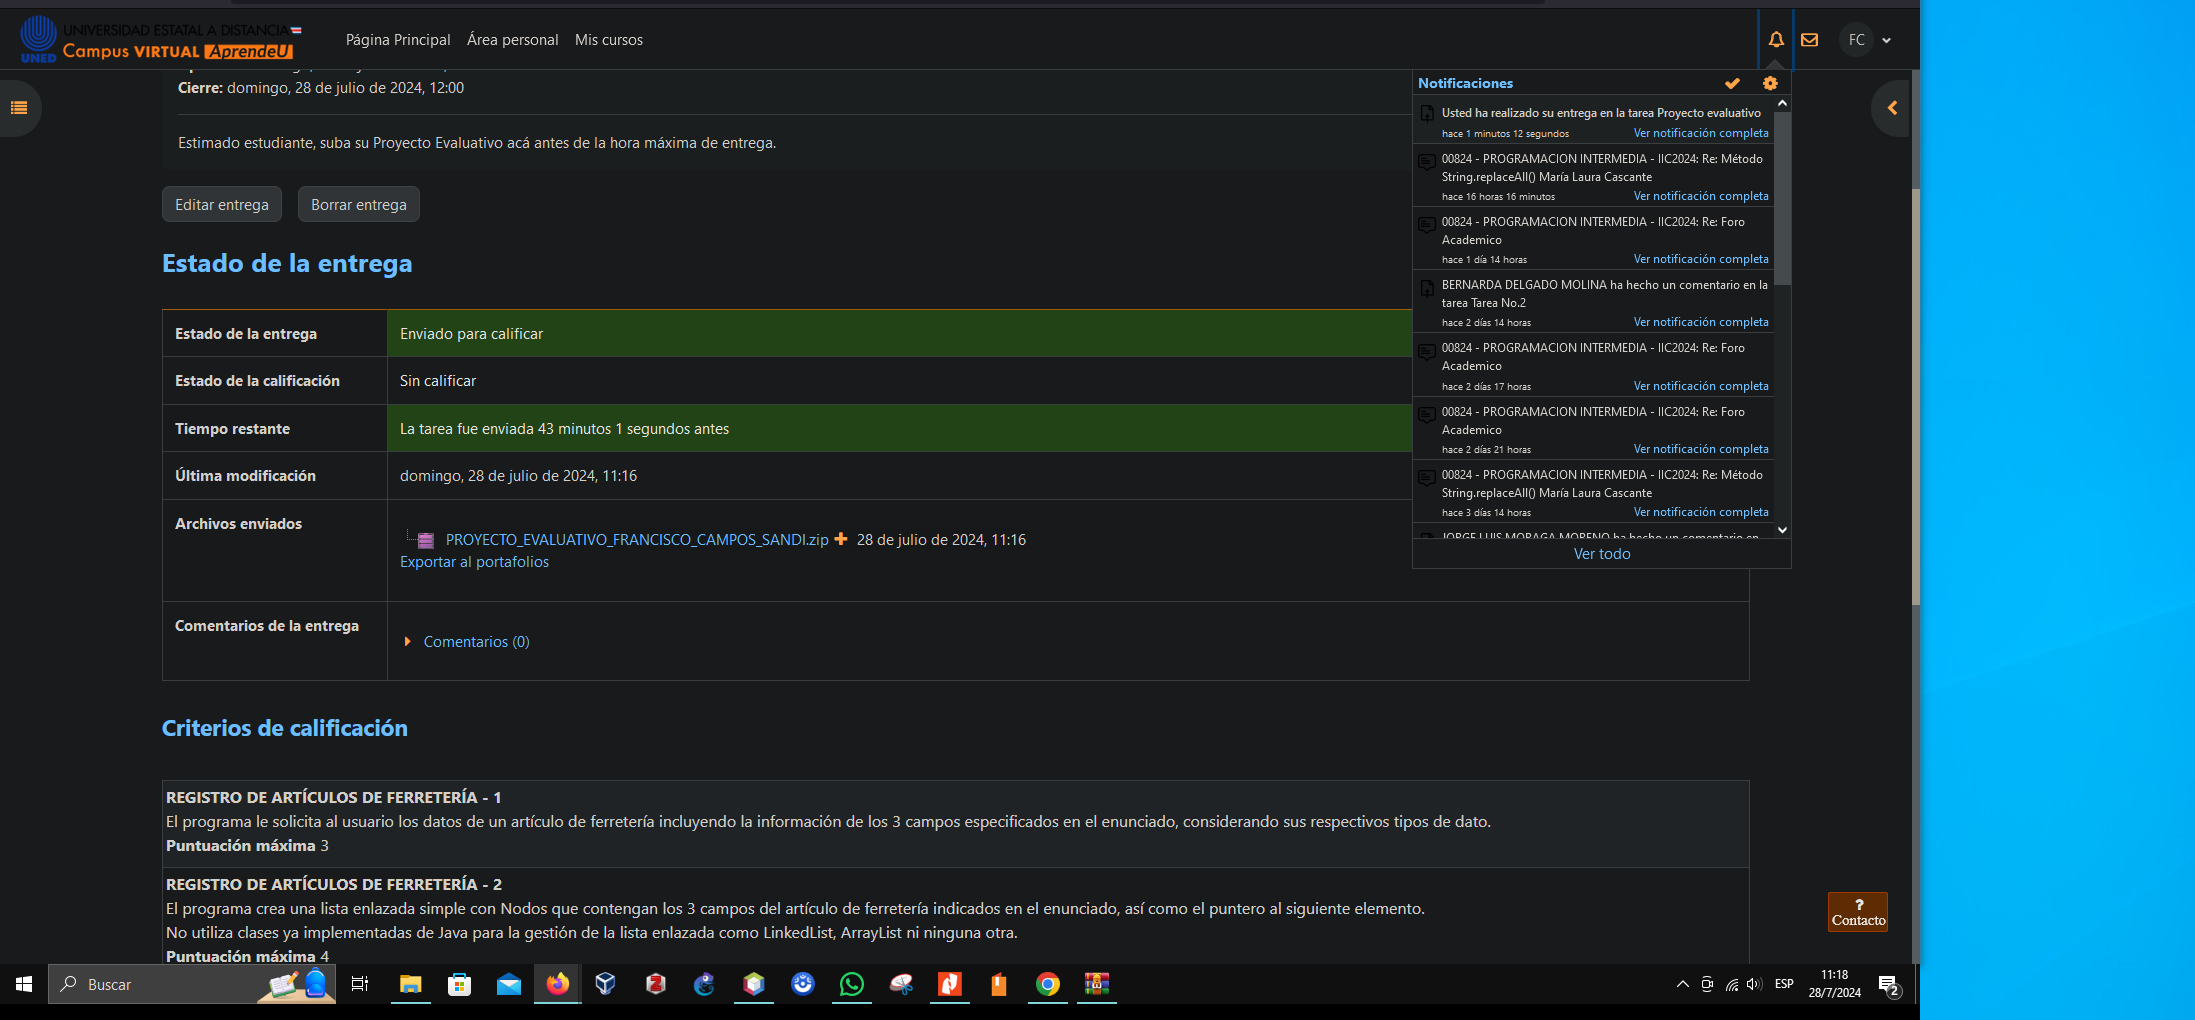 UNIVERSIDAD ESTATAL A DISTANCIA
UNED
Campus VIRTUAL AprendeU
Página Principal
Área personal
Mis cursos
FC
Cierre: domingo, 28 de julio de 2024, 12:00
Estimado estudiante, suba su Proyecto Evaluativo acá antes de la hora máxima de entrega.
Editar entrega
Borrar entrega
Estado de la entrega
Estado de la entrega
Enviado para calificar
Estado de la calificación
Sin calificar
Tiempo restante
La tarea fue enviada 43 minutos 1 segundos antes
Última modificación
domingo, 28 de julio de 2024, 11:16
Archivos enviados
PROYECTO_EVALUATIVO_FRANCISCO_CAMPOS_SANDI.zip
28 de julio de 2024, 11:16
Exportar al portafolios
Comentarios de la entrega
Comentarios (0)
Notificaciones
Usted ha realizado su entrega en la tarea Proyecto evaluativo
hace 1 minutos 12 segundos
Ver notificación completa
00824 - PROGRAMACION INTERMEDIA - IIC2024: Re: Método
String.replaceAll() María Laura Cascante
hace 16 horas 16 minutos
Ver notificación completa
00824 - PROGRAMACION INTERMEDIA - IIC2024: Re: Foro
Academico
hace 1 día 14 horas
Ver notificación completa
BERNARDA DELGADO MOLINA ha hecho un comentario en la
tarea Tarea No.2
hace 2 días 14 horas
Ver notificación completa
00824 - PROGRAMACION INTERMEDIA - IIC2024: Re: Foro
Academico
hace 2 días 17 horas
Ver notificación completa
00824 - PROGRAMACION INTERMEDIA - IIC2024: Re: Foro
Academico
hace 2 días 21 horas
Ver notificación completa
00824 - PROGRAMACION INTERMEDIA - IIC2024: Re: Método
String.replaceAll() María Laura Cascante
hace 3 días 14 horas
Ver notificación completa
JORGE LUIS MORAGA MORENO ha hecho un comentario en
Ver todo
Criterios de calificación
REGISTRO DE ARTÍCULOS DE FERRETERÍA - 1
El programa le solicita al usuario los datos de un artículo de ferretería incluyendo la información de los 3 campos especificados en el enunciado, considerando sus respectivos tipos de dato.
Puntuación máxima 3
REGISTRO DE ARTÍCULOS DE FERRETERÍA - 2
El programa crea una lista enlazada simple con Nodos que contengan los 3 campos del artículo de ferretería indicados en el enunciado, así como el puntero al siguiente elemento.
No utiliza clases ya implementadas de Java para la gestión de la lista enlazada como LinkedList, ArrayList ni ninguna otra.
Puntuación máxima 4
?
Contacto
Buscar
ESP
11:18
28/7/2024
2